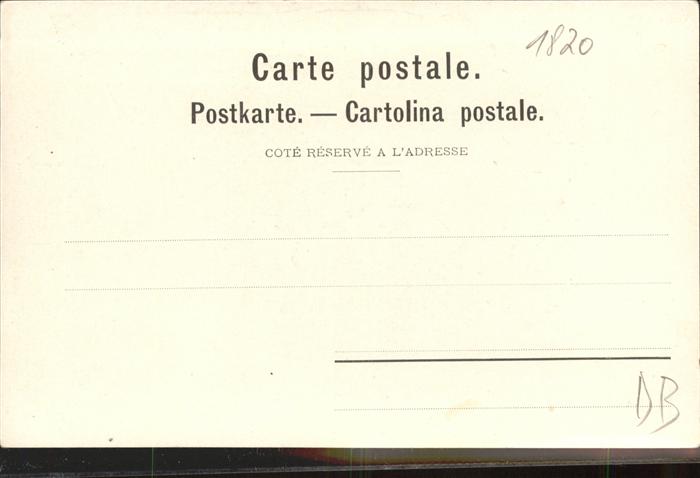 1820
Carte postale.
Postkarte. — Cartolina postale.
COTÉ RÉSERVÉ A L'ADRESSE
DB